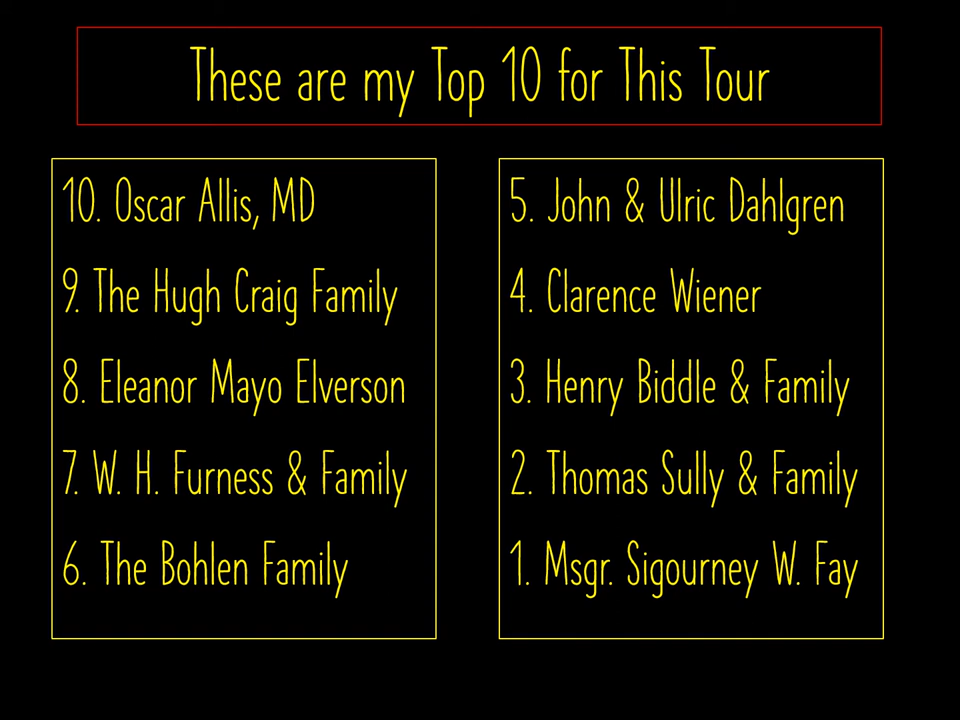 These are my Top 10 for This Tour
10. Oscar Allis, MD
9. The Hugh Craig Family
8. Eleanor Mayo Elverson
7. W. H. Furness & Family
6. The Bohlen Family
5. John & Ulric Dahlgren
4. Clarence Wiener
3. Henry Biddle & Family
2. Thomas Sully & Family
1. Msgr. Sigourney W. Fay